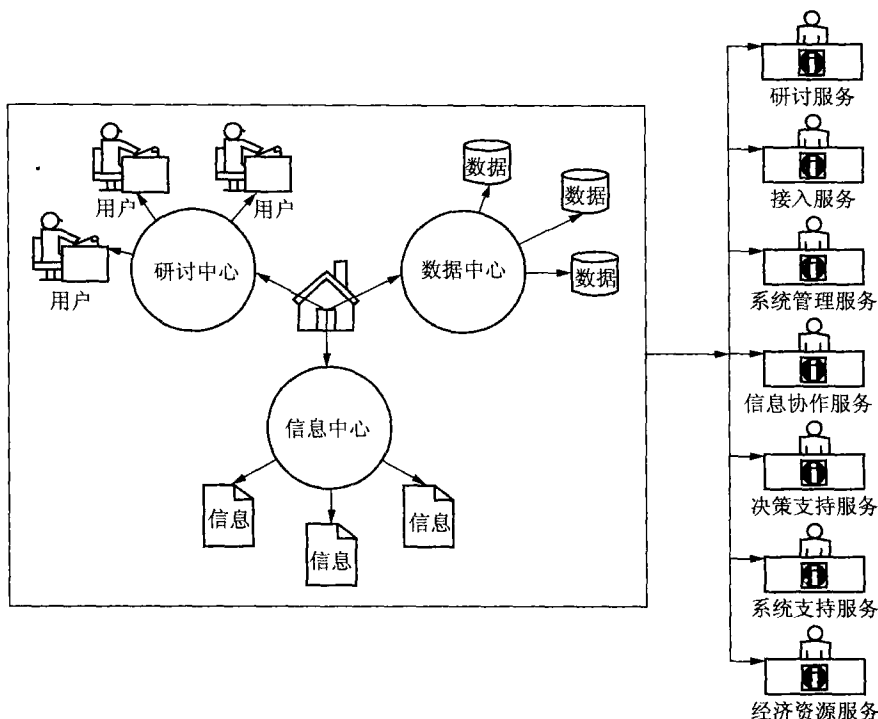 研讨服务
接入服务
系统管理服务
信息协作服务
决策支持服务
系统支持服务
经济资源服务
用户
用户
用户
研讨中心
数据
数据
数据
数据中心
信息中心
信息
信息
信息